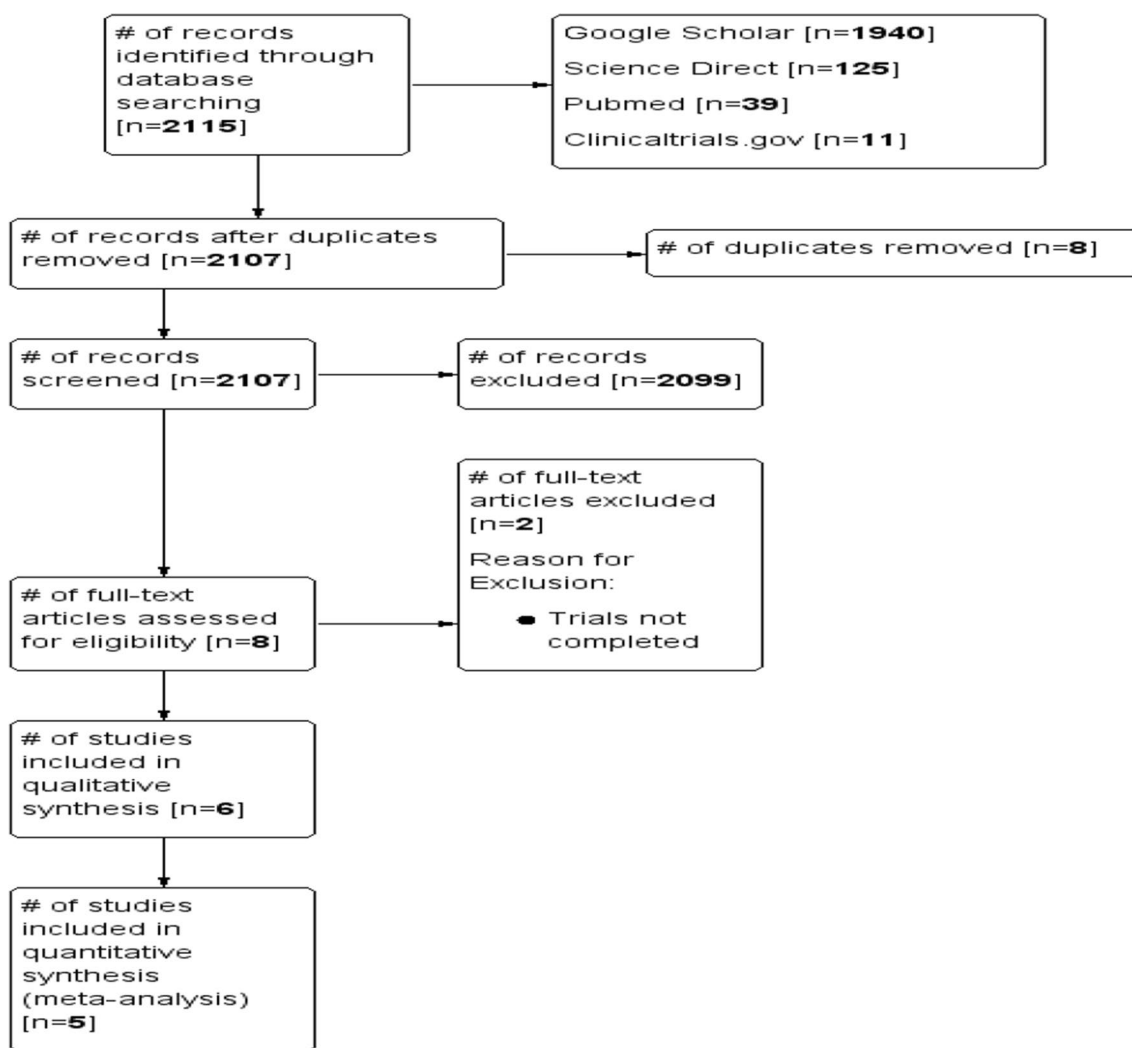 # of records
identified through
database
searching
[n=2115]
Google Scholar [n=1940]
Science Direct [n=125]
Pubmed [n=39]
Clinicaltrials.gov [n=11]
# of records after duplicates
removed [n=2107]
# of duplicates removed [n=8]
# of records
screened [n=2107]
# of records
excluded [n=2099]
# of full-text
articles excluded
[n=2]
Reason for
Exclusion:
● Trials not
completed
# of full-text
articles assessed
for eligibility [n=8]
# of studies
included in
qualitative
synthesis [n=6]
# of studies
included in
quantitative
synthesis
(meta-analysis)
[n=5]